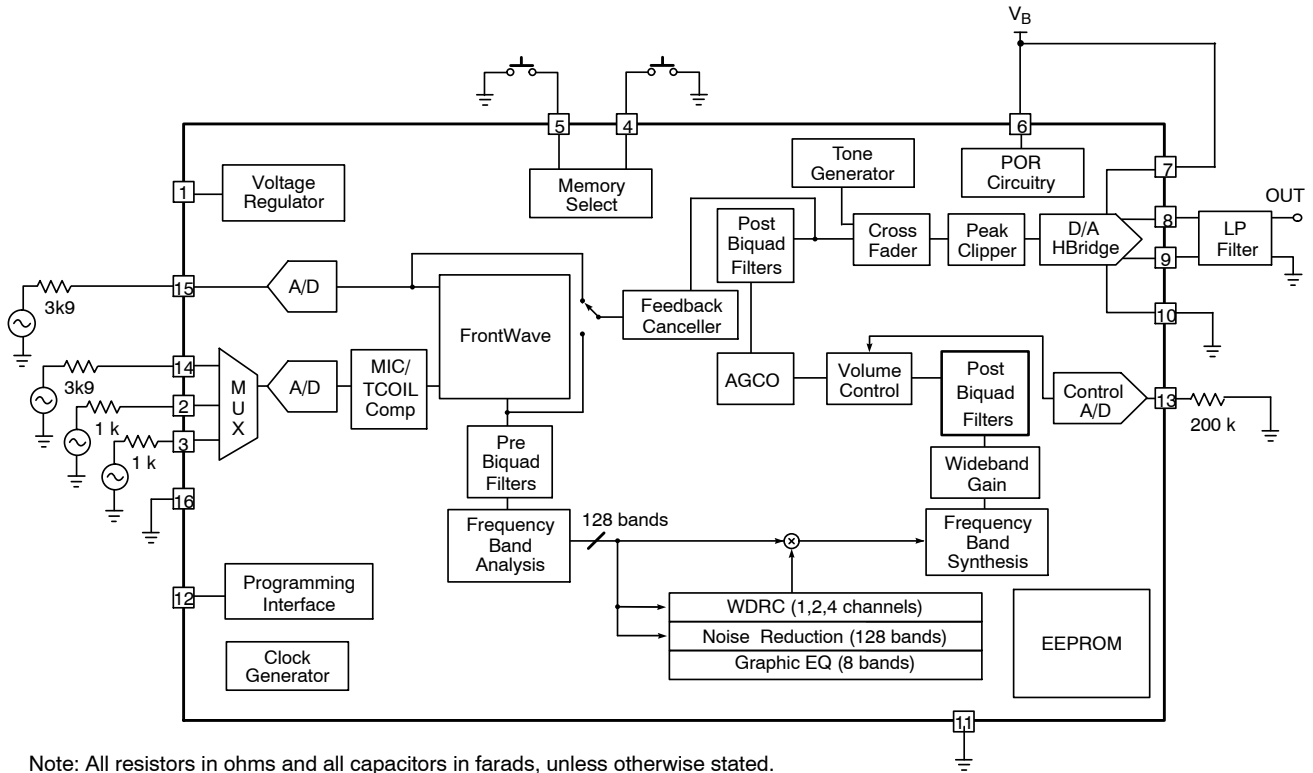 VB
5
4
6
Tone
Generator
POR
Circuitry
7
1
Voltage
Regulator
Memory
Select
OUT
8
Post
Biquad
Filters
Cross
Fader
Peak
Clipper
D/A
HBridge
LP
Filter
9
15
A/D
3k9
FrontWave
Feedback
Canceller
10
14
3k9
MUX
A/D
MIC/
TCOIL
Comp
AGCO
Volume
Control
Post
Biquad
Filters
Control
A/D
13
200 k
2
1 k
3
1 k
Pre
Biquad
Filters
Wideband
Gain
16
128 bands
Frequency
Band
Analysis
Frequency
Band
Synthesis
12
Programming
Interface
WDRC (1,2,4 channels)
Noise Reduction (128 bands)
Graphic EQ (8 bands)
EEPROM
Clock
Generator
11
Note: All resistors in ohms and all capacitors in farads, unless otherwise stated.